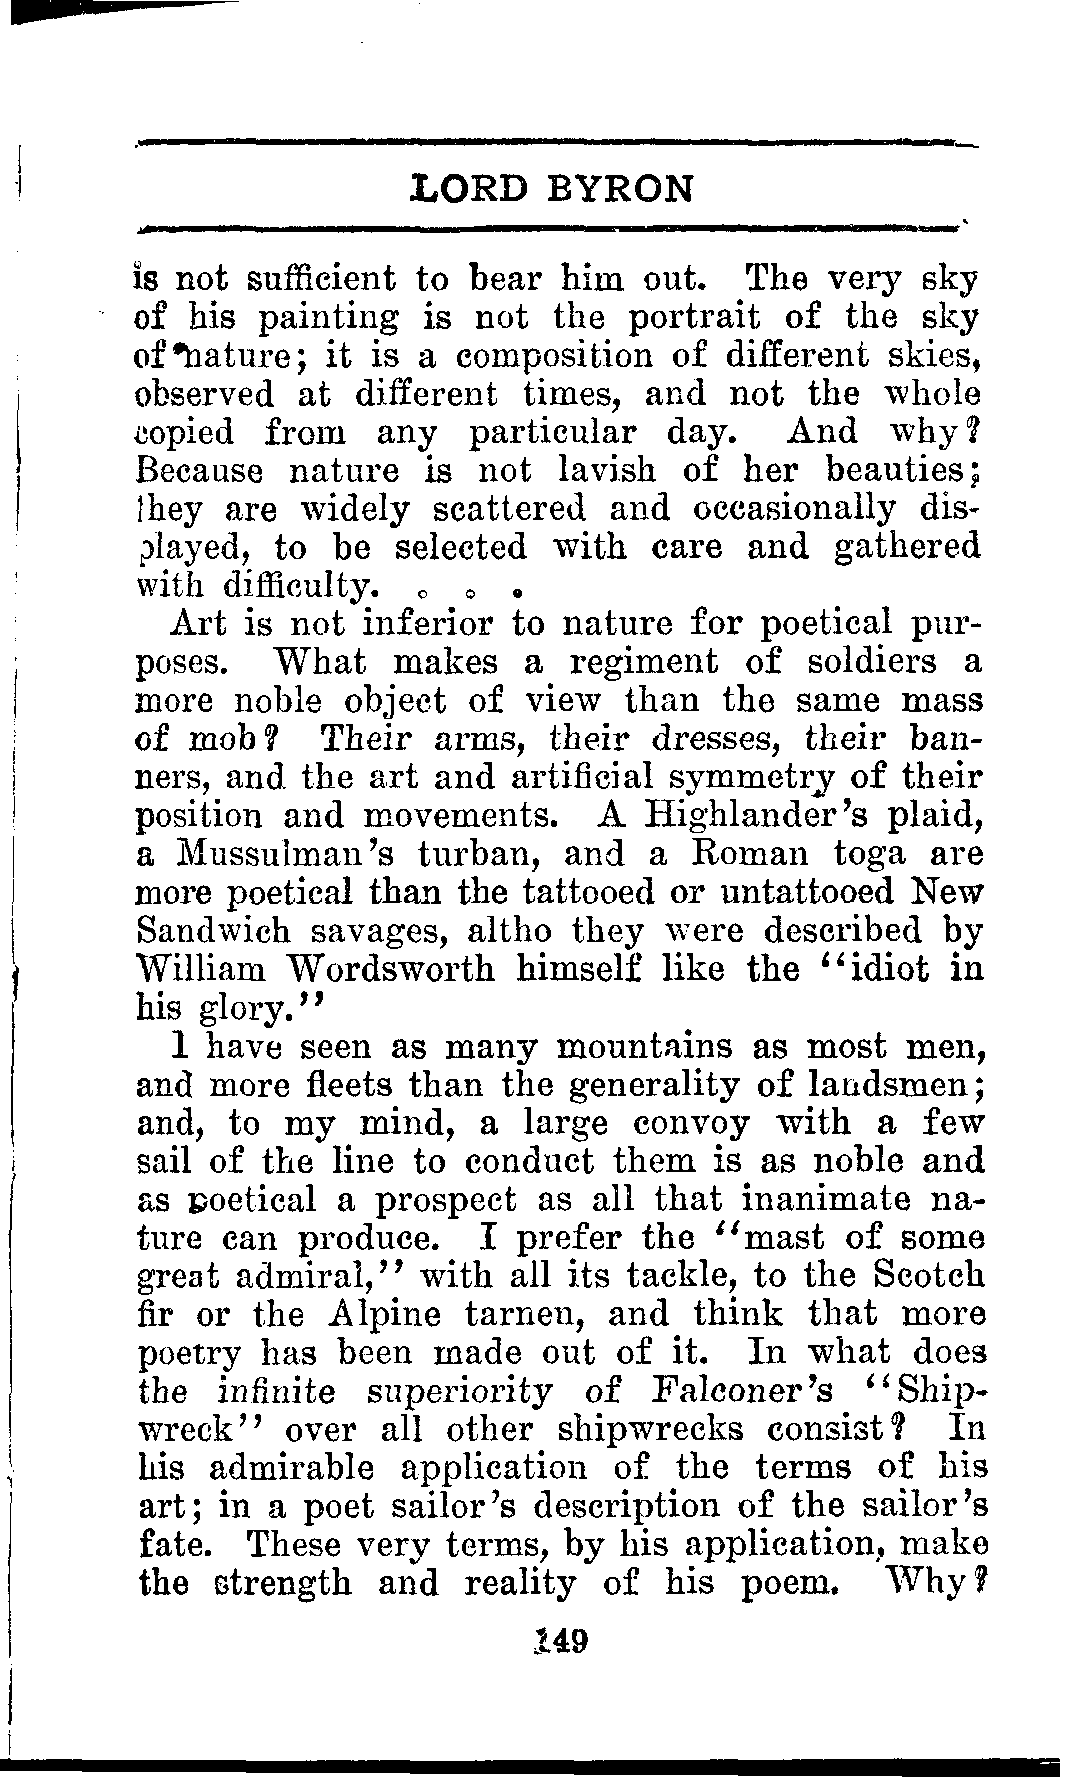 LORD BYRON
is not sufficient to bear him out. The very sky
of his painting is not the portrait of the sky
of nature; it is a composition of different skies,
observed at different times, and not the whole
copied from any particular day. And why?
Because nature is not lavish of her beauties;
they are widely scattered and occasionally dis-
played, to be selected with care and gathered
with difficulty. . . .
Art is not inferior to nature for poetical pur-
poses. What makes a regiment of soldiers a
more noble object of view than the same mass
of mob? Their arms, their dresses, their ban-
ners, and the art and artificial symmetry of their
position and movements. A Highlander's plaid,
a Mussulman's turban, and a Roman toga are
more poetical than the tattooed or untattooed New
Sandwich savages, altho they were described by
William Wordsworth himself like the "idiot in
his glory."
I have seen as many mountains as most men,
and more fleets than the generality of landsmen;
and, to my mind, a large convoy with a few
sail of the line to conduct them is as noble and
as poetical a prospect as all that inanimate na-
ture can produce. I prefer the "mast of some
great admiral," with all its tackle, to the Scotch
fir or the Alpine tarnen, and think that more
poetry has been made out of it. In what does
the infinite superiority of Falconer's "Ship-
wreck" over all other shipwrecks consist? In
his admirable application of the terms of his
art; in a poet sailor's description of the sailor's
fate. These very terms, by his application, make
the strength and reality of his poem. Why?
149